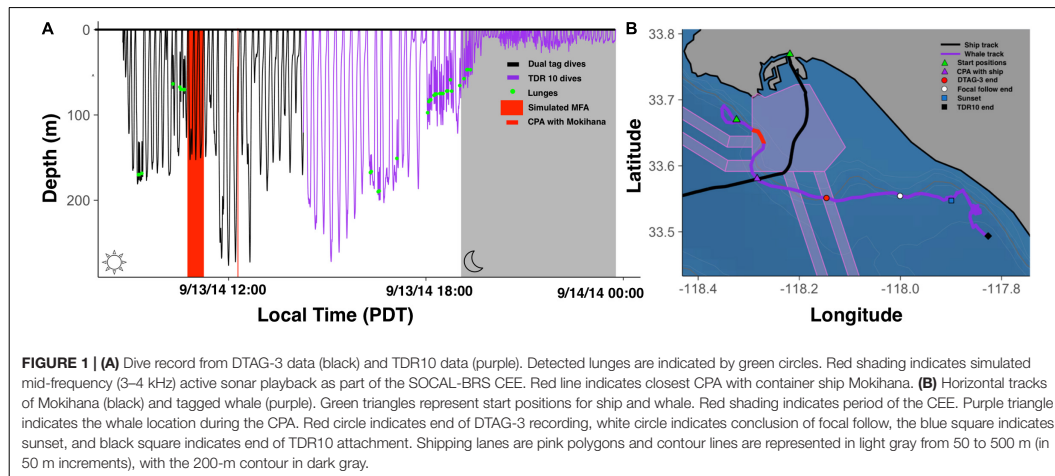 A
0
100
200
Depth (m)
Dual tag dives
TDR 10 dives
Lunges
Simulated MFA
CPA with Mokihana
9/13/14 12:00
9/13/14 18:00
9/14/14 00:00
Local Time (PDT)
B
33.8
33.7
33.6
33.5
Latitude
Ship track
Whale track
Start positions
CPA with ship
DTAG-3 end
Focal follow end
Sunset
TDR10 end
-118.4
-118.2
-118.0
-117.8
Longitude
FIGURE 1 | (A) Dive record from DTAG-3 data (black) and TDR10 data (purple). Detected lunges are indicated by green circles. Red shading indicates simulated
mid-frequency (3–4 kHz) active sonar playback as part of the SOCAL-BRS CEE. Red line indicates closest CPA with container ship Mokihana. (B) Horizontal tracks
of Mokihana (black) and tagged whale (purple). Green triangles represent start positions for ship and whale. Red shading indicates period of the CEE. Purple triangle
indicates the whale location during the CPA. Red circle indicates end of DTAG-3 recording, white circle indicates conclusion of focal follow, the blue square indicates
sunset, and black square indicates end of TDR10 attachment. Shipping lanes are pink polygons and contour lines are represented in light gray from 50 to 500 m (in
50 m increments), with the 200-m contour in dark gray.